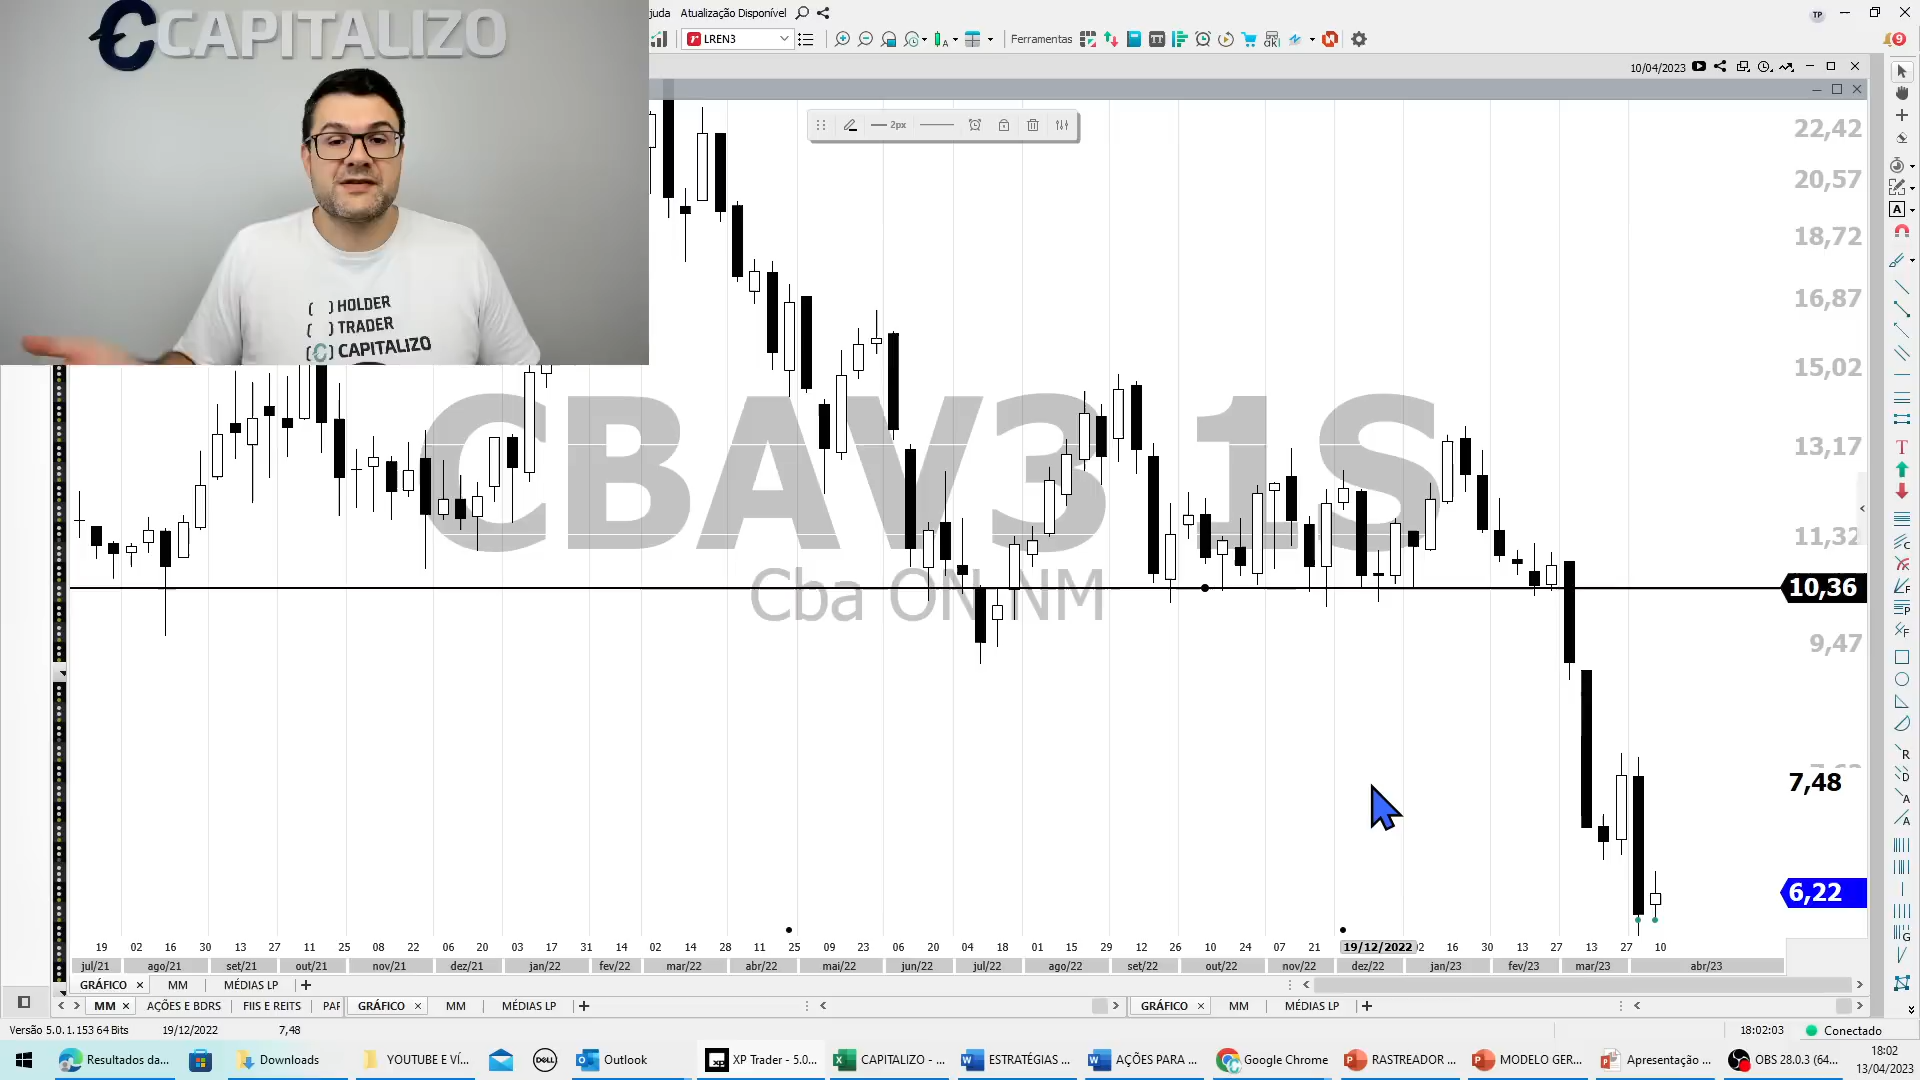 CAPITALIZO
( ) HOLDER
( ) TRADER
( ) CAPITALIZO
juda Atualização Disponível
TP
LREN3
Ferramentas
9
10/04/2023
2px
22,42
20,57
18,72
16,87
15,02
13,17
11,32
10,36
9,47
7,48
6,22
CBAV3 1S
Cba ON NM
19 02 16 30 13 27 11 25 08 22 06 20 03 17 31 14 02 14 28 11 25 09 23 06 20 04 18 01 15 29 12 26 10 24 07 21 19/12/2022 02 16 30 13 27 13 27 10
jul/21 ago/21 set/21 out/21 nov/21 dez/21 jan/22 fev/22 mar/22 abr/22 mai/22 jun/22 jul/22 ago/22 set/22 out/22 nov/22 dez/22 jan/23 fev/23 mar/23 abr/23
GRÁFICO MM MÉDIAS LP
MM AÇÕES E BDRS FIIS E REITS PAF GRÁFICO MM MÉDIAS LP GRÁFICO MM MÉDIAS LP
Versão 5.0.1.153 64 Bits 19/12/2022 7,48 18:02:03 Conectado
Resultados da... Downloads YOUTUBE E VÍ... DELL Outlook XP Trader - 5.0... CAPITALIZO - ... ESTRATÉGIAS ... AÇÕES PARA ... Google Chrome RASTREADOR ... MODELO GER... Apresentação ... OBS 28.0.3 (64...
18:02
13/04/2023